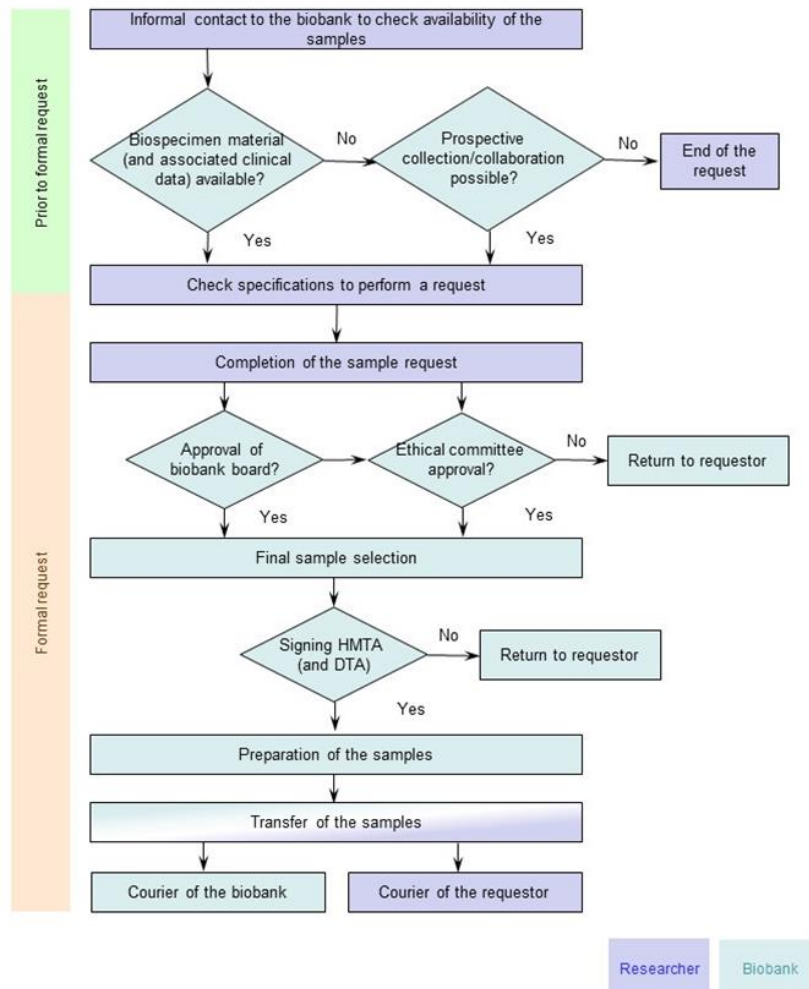 Informal contact to the biobank to check availability of the
samples
Prior to formal request
Biospecimen material
(and associated clinical
data) available?
No
Prospective
collection/collaboration
possible?
No
End of the
request
Yes
Yes
Check specifications to perform a request
Formal request
Completion of the sample request
Approval of
biobank board?
Ethical committee
approval?
No
Return to requestor
Yes
Yes
Final sample selection
Signing HMTA
(and DTA)
No
Return to requestor
Yes
Preparation of the samples
Transfer of the samples
Courier of the biobank
Courier of the requestor
Researcher
Biobank